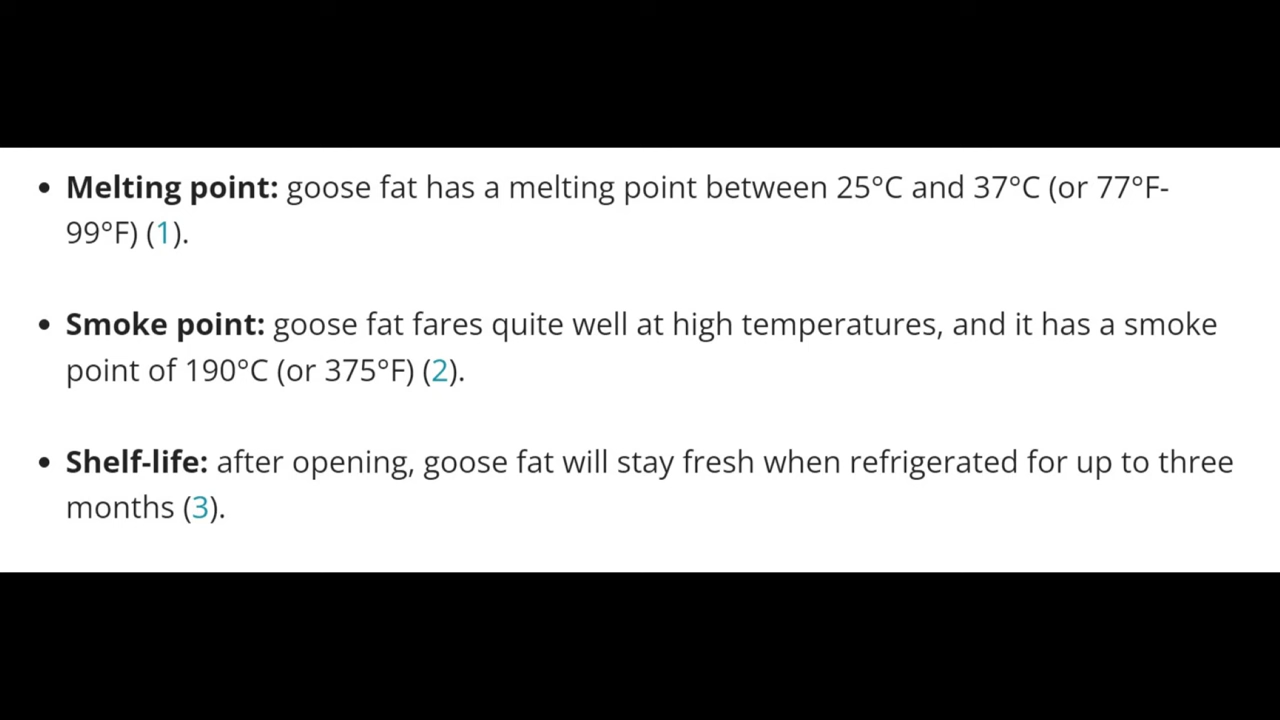 • Melting point: goose fat has a melting point between 25°C and 37°C (or 77°F-
99°F) (1).
• Smoke point: goose fat fares quite well at high temperatures, and it has a smoke
point of 190°C (or 375°F) (2).
• Shelf-life: after opening, goose fat will stay fresh when refrigerated for up to three
months (3).